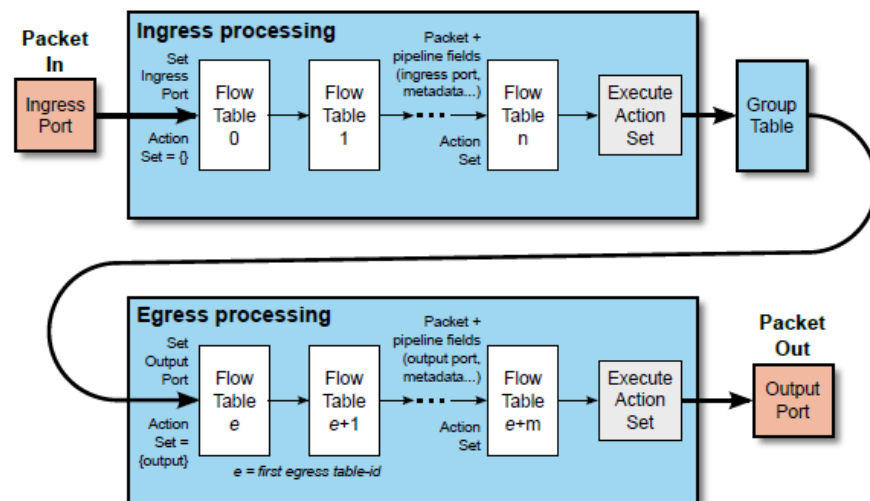 Ingress processing
Packet
In
Ingress
Port
Set
Ingress
Port
Action
Set = {}
Flow
Table
0
Flow
Table
1
Packet +
pipeline fields
(ingress port,
metadata...)
Action
Set
Flow
Table
n
Execute
Action
Set
Group
Table
Egress processing
Set
Output
Port
Action
Set =
{output}
Flow
Table
e
Flow
Table
e+1
Packet +
pipeline fields
(output port,
metadata...)
Action
Set
Flow
Table
e+m
Execute
Action
Set
Packet
Out
Output
Port
e = first egress table-id